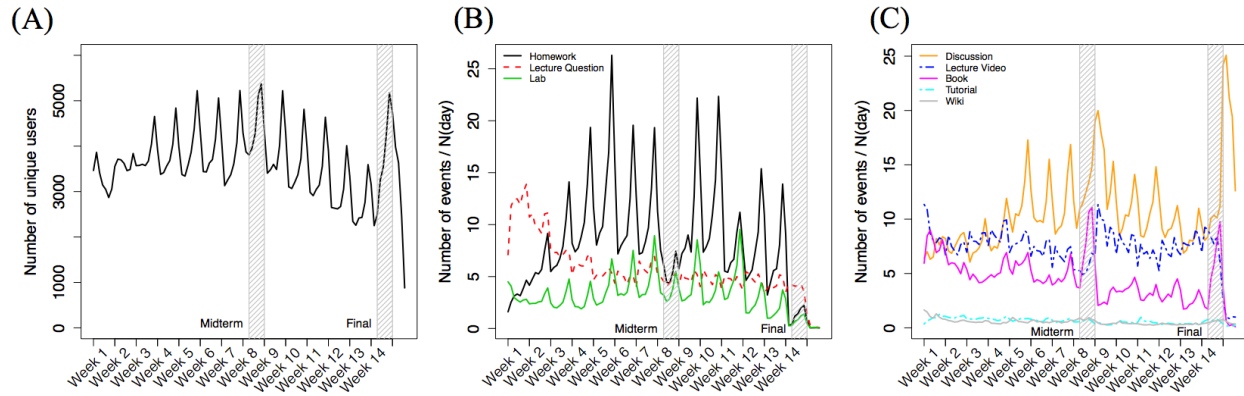 (A)
Number of unique users
0
1000
3000
5000
Midterm
Final
Week 1
Week 2
Week 3
Week 4
Week 5
Week 6
Week 7
Week 8
Week 9
Week 10
Week 11
Week 12
Week 13
Week 14
(B)
Homework
Lecture Question
Lab
Number of events / N(day)
0
5
10
15
20
25
Midterm
Final
Week 1
Week 2
Week 3
Week 4
Week 5
Week 6
Week 7
Week 8
Week 9
Week 10
Week 11
Week 12
Week 13
Week 14
(C)
Discussion
Lecture Video
Book
Tutorial
Wiki
Number of events / N(day)
0
5
10
15
20
25
Midterm
Final
Week 1
Week 2
Week 3
Week 4
Week 5
Week 6
Week 7
Week 8
Week 9
Week 10
Week 11
Week 12
Week 13
Week 14